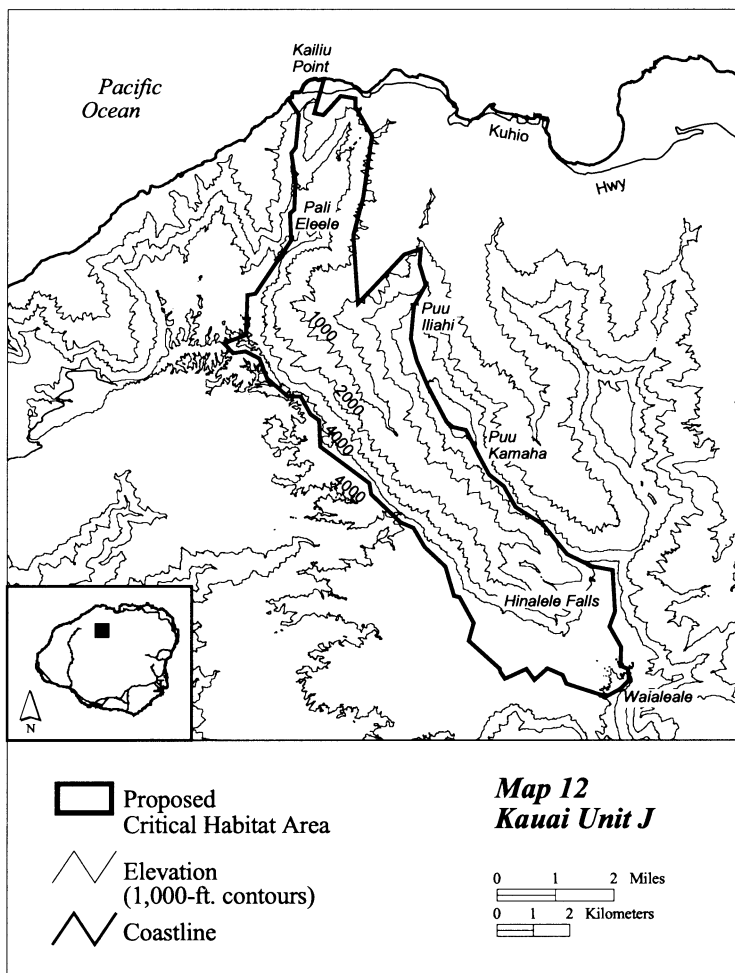 Kailiu
Point
Pacific
Ocean
Kuhio
Hwy
Pali
Eleele
Puu
Iliahi
1000
2000
4000
4000
Puu
Kamaha
Hinalele Falls
Waialeale
N
Proposed
Critical Habitat Area
Elevation
(1,000-ft. contours)
Coastline
Map 12
Kauai Unit J
0 1 2 Miles
0 1 2 Kilometers